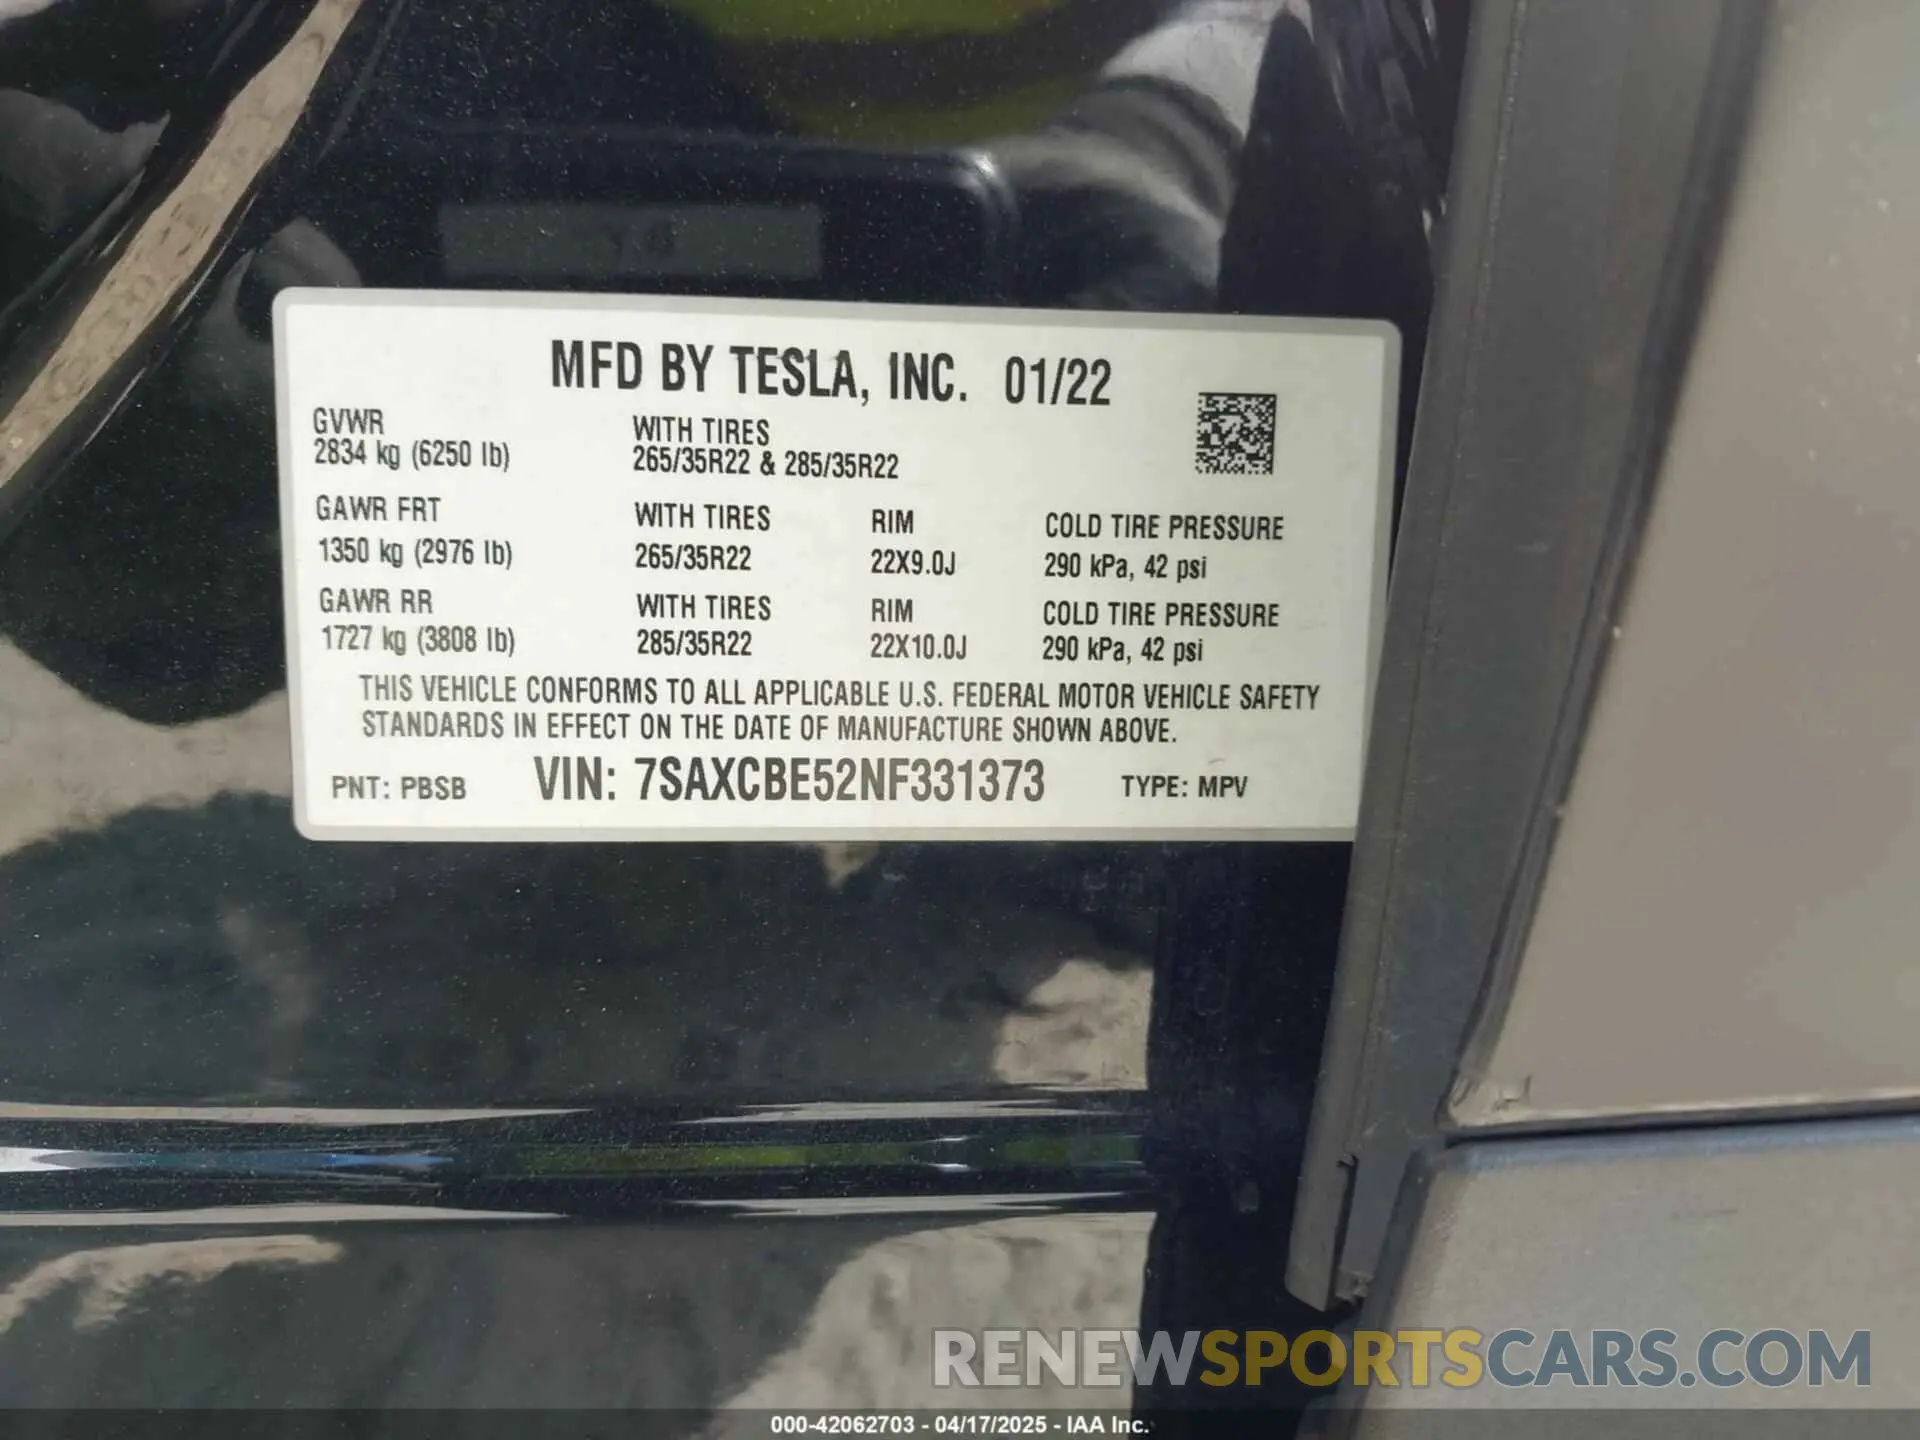 MFD BY TESLA, INC. 01/22
GVWR
2834 kg (6250 lb)
WITH TIRES
265/35R22 & 285/35R22
GAWR FRT
1350 kg (2976 lb)
WITH TIRES
265/35R22
RIM
22X9.0J
COLD TIRE PRESSURE
290 kPa, 42 psi
GAWR RR
1727 kg (3808 lb)
WITH TIRES
285/35R22
RIM
22X10.0J
COLD TIRE PRESSURE
290 kPa, 42 psi
THIS VEHICLE CONFORMS TO ALL APPLICABLE U.S. FEDERAL MOTOR VEHICLE SAFETY
STANDARDS IN EFFECT ON THE DATE OF MANUFACTURE SHOWN ABOVE.
PNT: PBSB VIN: 7SAXCBE52NF331373 TYPE: MPV
RENEWSPORTSCARS.COM
000-42062703 - 04/17/2025 - IAA Inc.